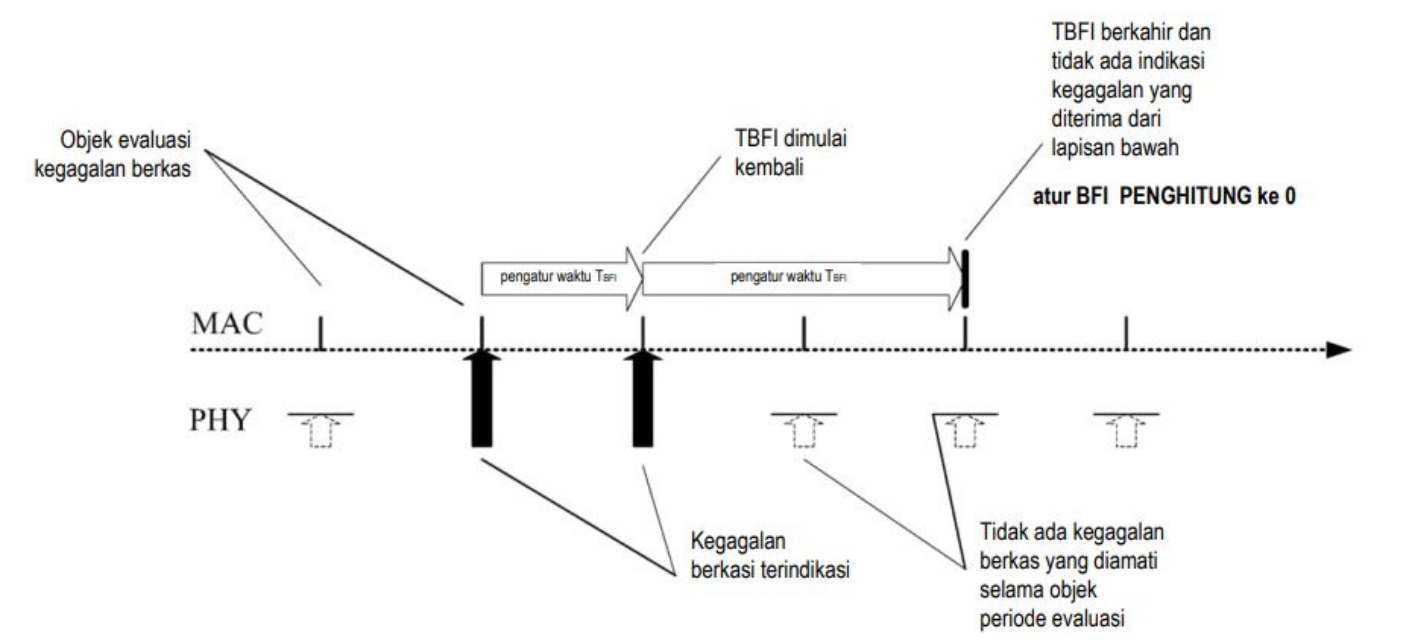 TBFI berkahir dan
tidak ada indikasi
kegagalan yang
diterima dari
lapisan bawah
atur BFI PENGHITUNG ke 0
Objek evaluasi
kegagalan berkas
TBFI dimulai
kembali
pengatur waktu TBFI
pengatur waktu TBFI
MAC
PHY
Kegagalan
berkasi terindikasi
Tidak ada kegagalan
berkas yang diamati
selama objek
periode evaluasi